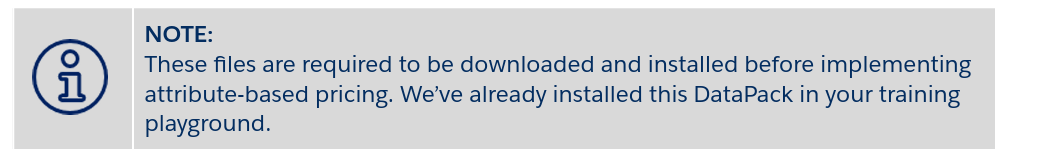 NOTE:
These files are required to be downloaded and installed before implementing
attribute-based pricing. We’ve already installed this DataPack in your training
playground.